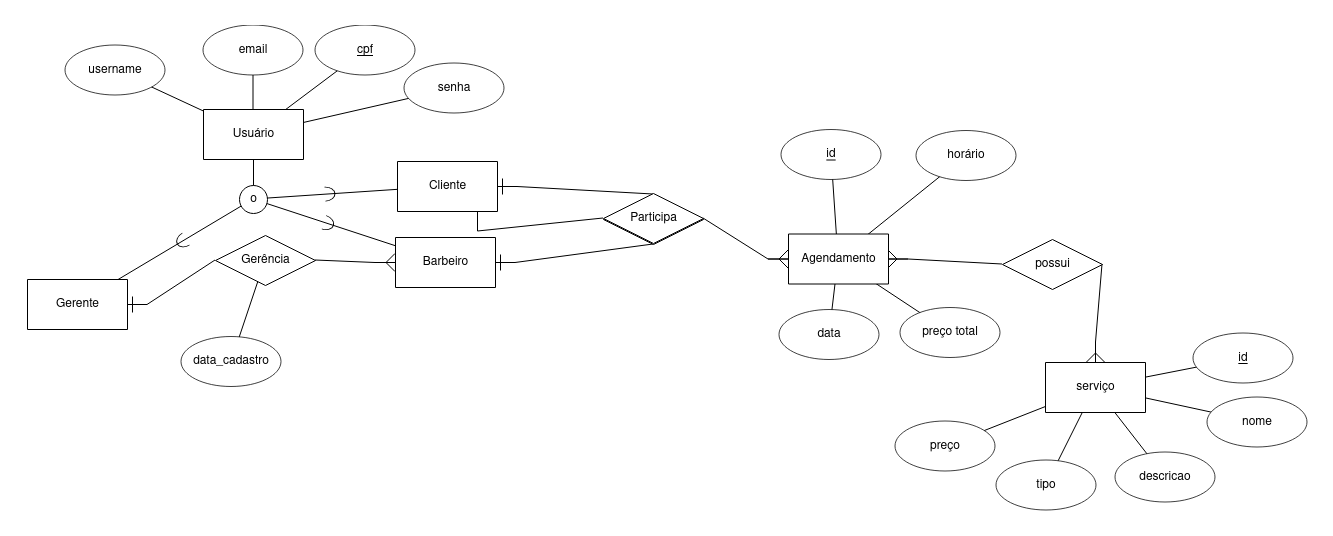 username
email
cpf
senha
Usuário
o
Cliente
Participa
Barbeiro
Gerência
Gerente
data_cadastro
id
horário
Agendamento
data
preço total
possui
serviço
id
nome
descricao
tipo
preço